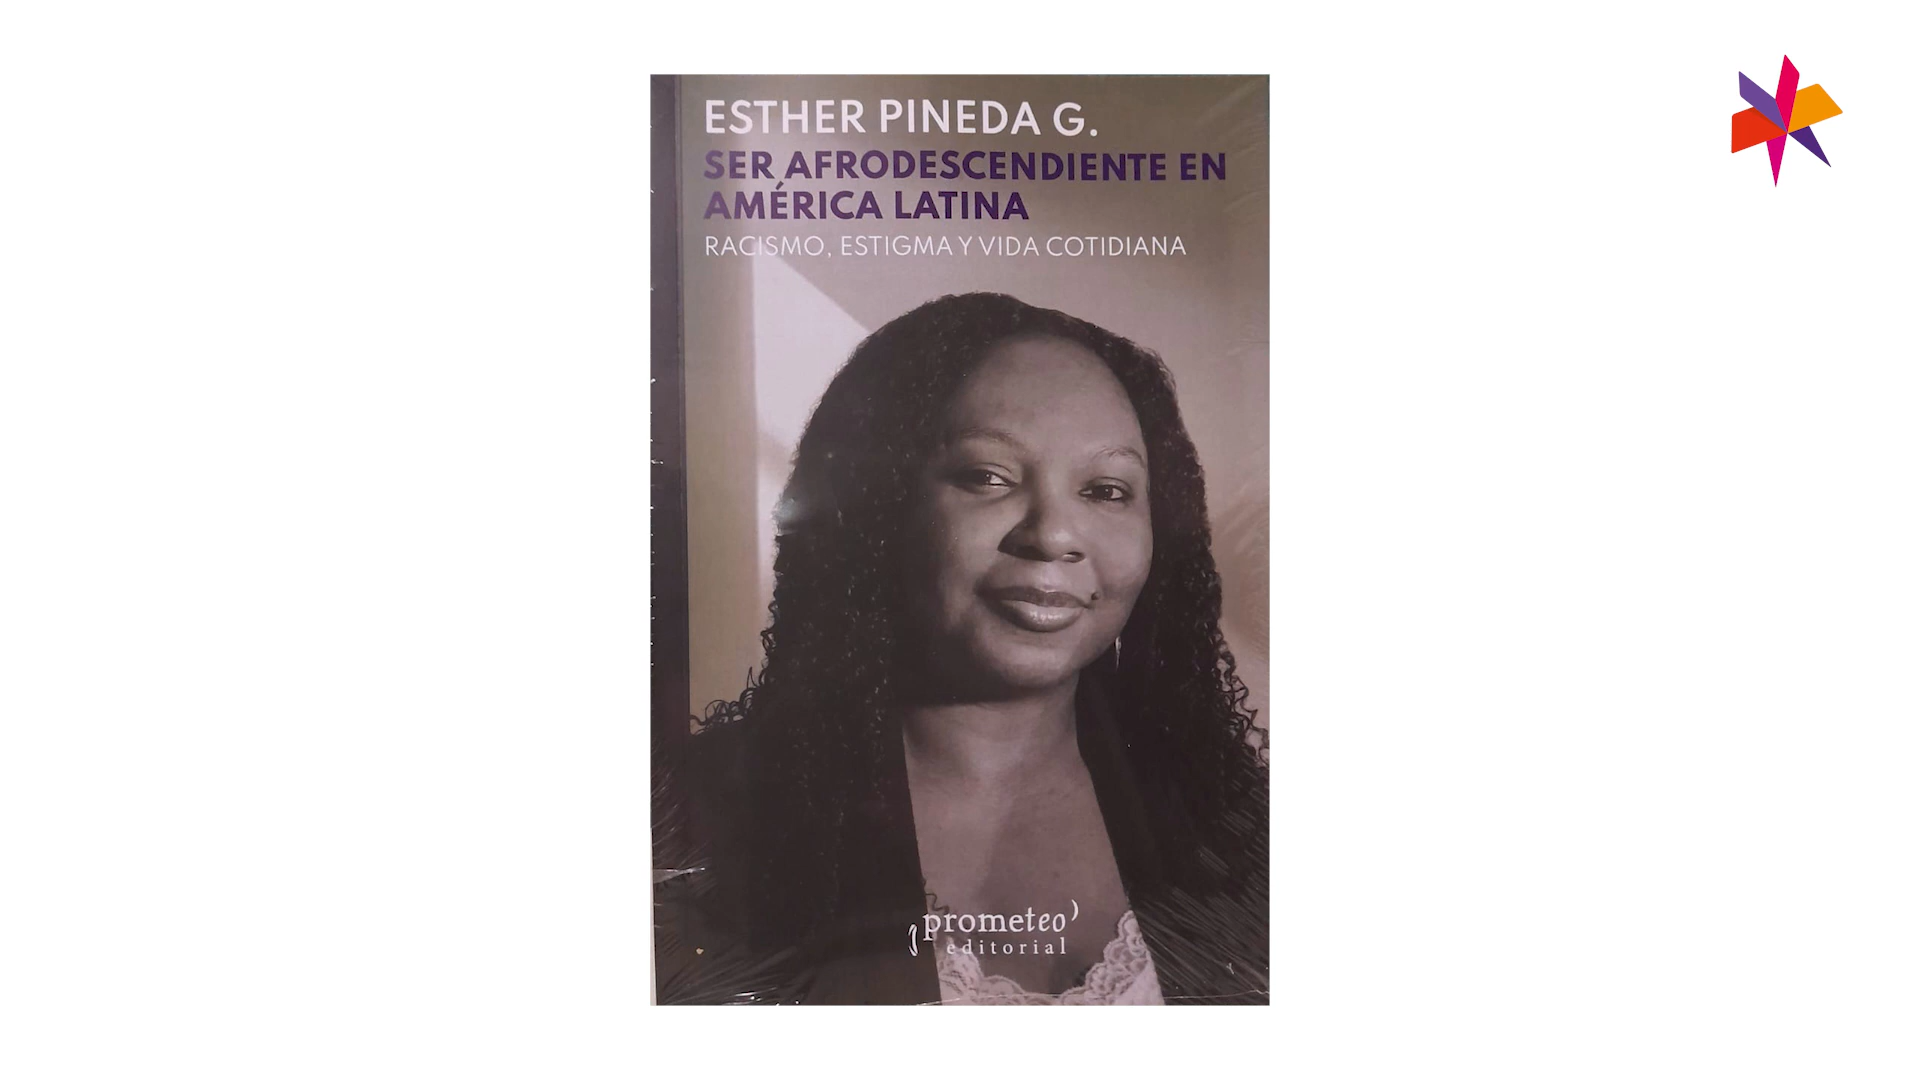 ESTHER PINEDA G.
SER AFRODESCENDIENTE EN
AMÉRICA LATINA
RACISMO, ESTIGMA Y VIDA COTIDIANA
prometeo
editorial